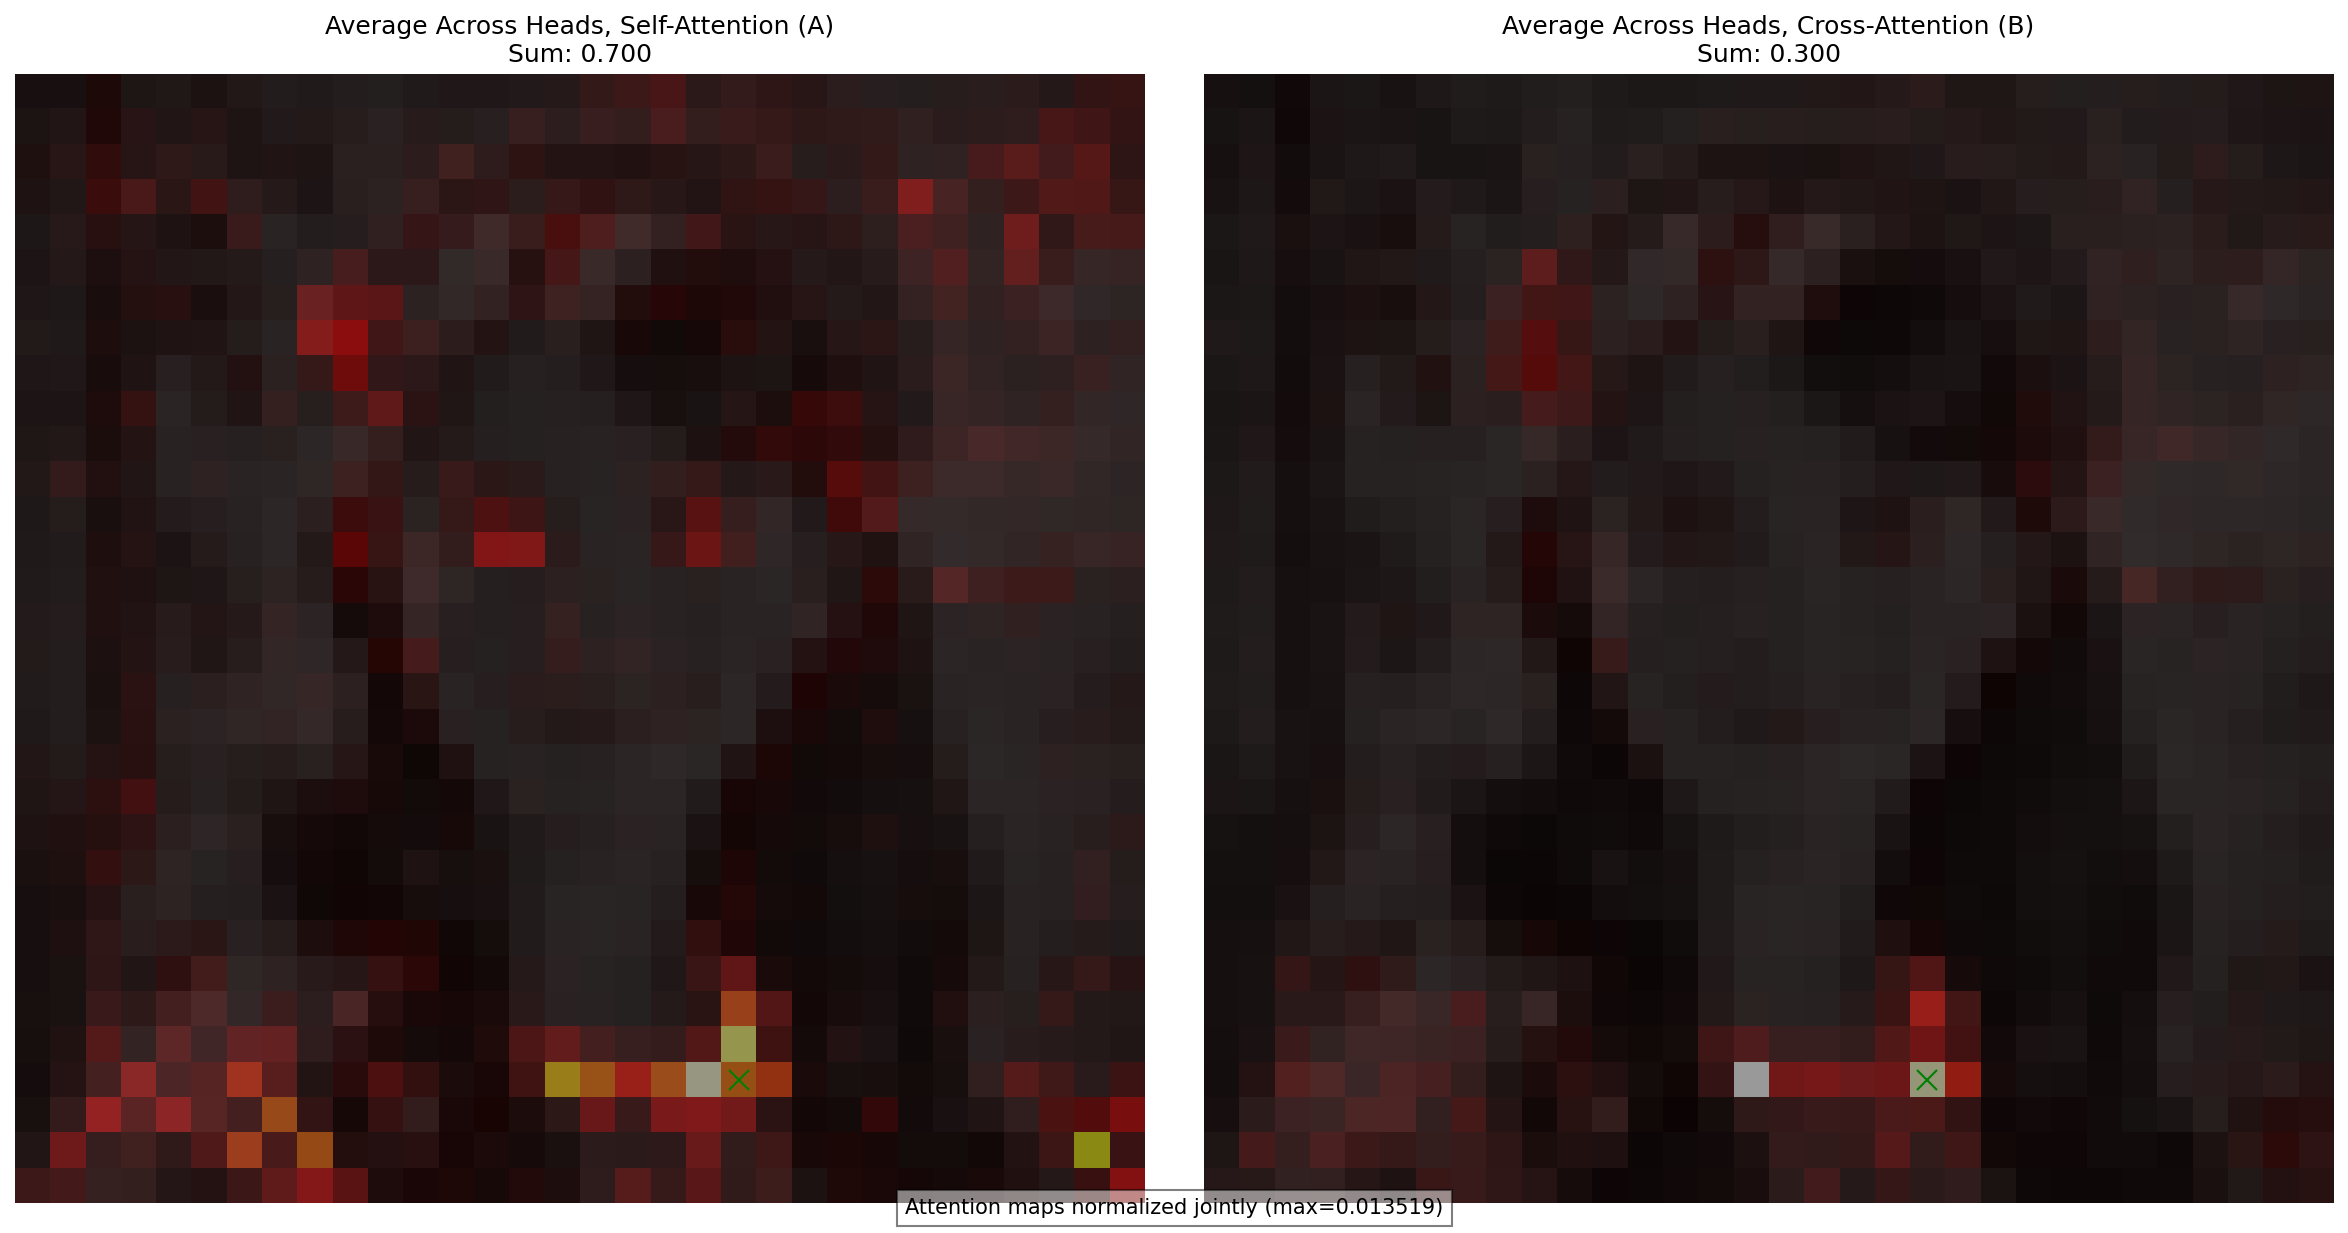 Average Across Heads, Self-Attention (A)
Sum: 0.700
Average Across Heads, Cross-Attention (B)
Sum: 0.300
Attention maps normalized jointly (max=0.013519)